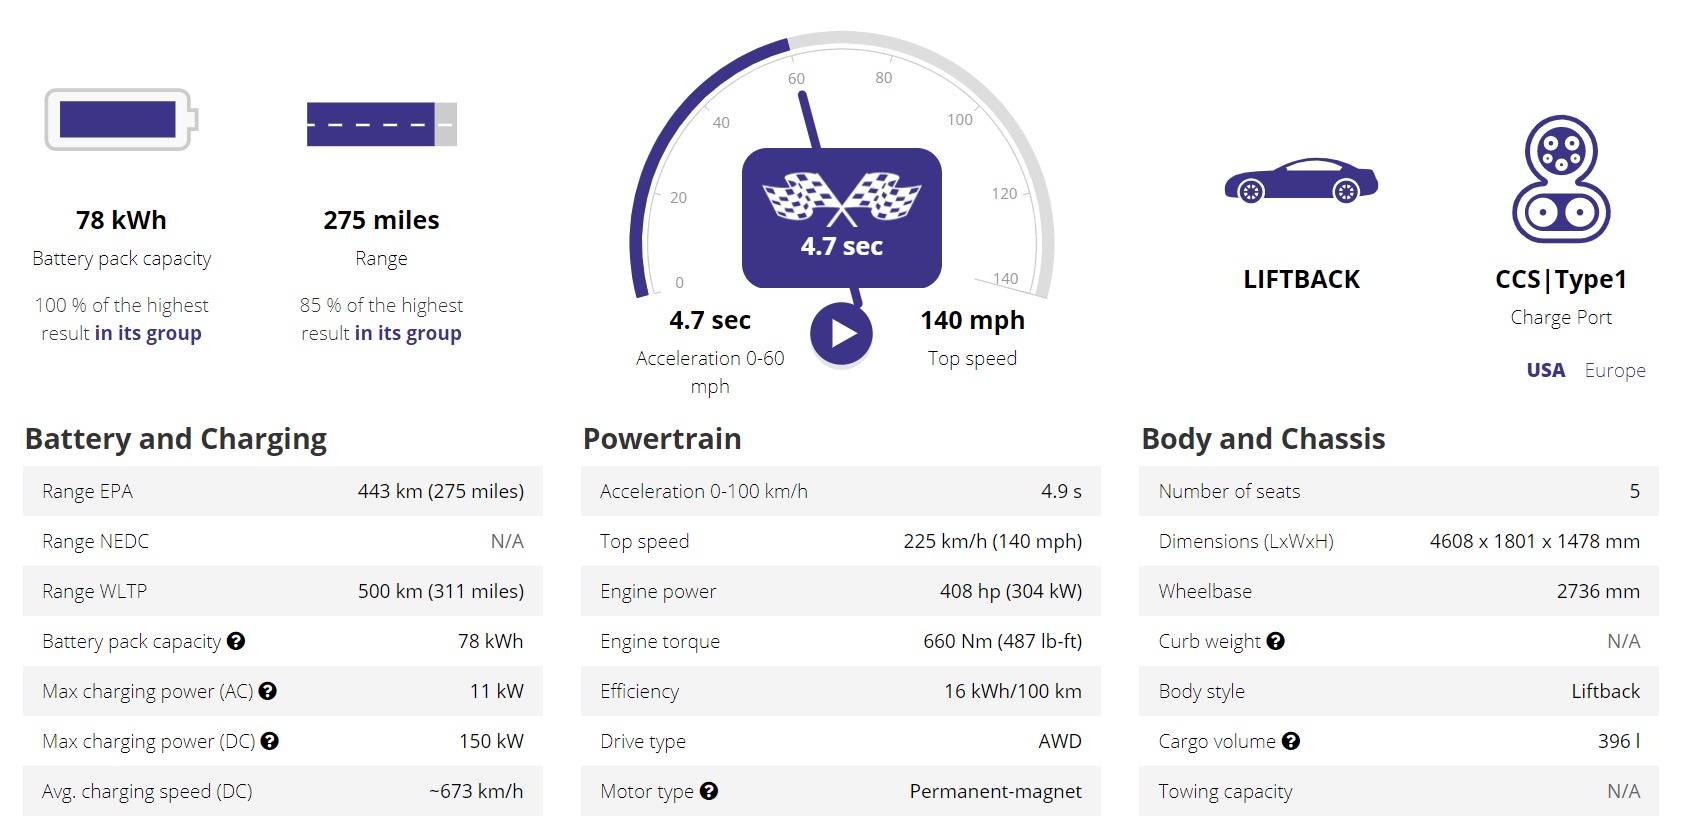 78 kWh
Battery pack capacity
100 % of the highest
result in its group
275 miles
Range
85 % of the highest
result in its group
0
20
40
60
80
100
120
140
4.7 sec
4.7 sec
Acceleration 0-60
mph
140 mph
Top speed
LIFTBACK
CCS|Type1
Charge Port
USA Europe
Battery and Charging
Range EPA 443 km (275 miles)
Range NEDC N/A
Range WLTP 500 km (311 miles)
Battery pack capacity ? 78 kWh
Max charging power (AC) ? 11 kW
Max charging power (DC) ? 150 kW
Avg. charging speed (DC) ~673 km/h
Powertrain
Acceleration 0-100 km/h 4.9 s
Top speed 225 km/h (140 mph)
Engine power 408 hp (304 kW)
Engine torque 660 Nm (487 lb-ft)
Efficiency 16 kWh/100 km
Drive type AWD
Motor type ? Permanent-magnet
Body and Chassis
Number of seats 5
Dimensions (LxWxH) 4608 x 1801 x 1478 mm
Wheelbase 2736 mm
Curb weight ? N/A
Body style Liftback
Cargo volume ? 396 l
Towing capacity N/A